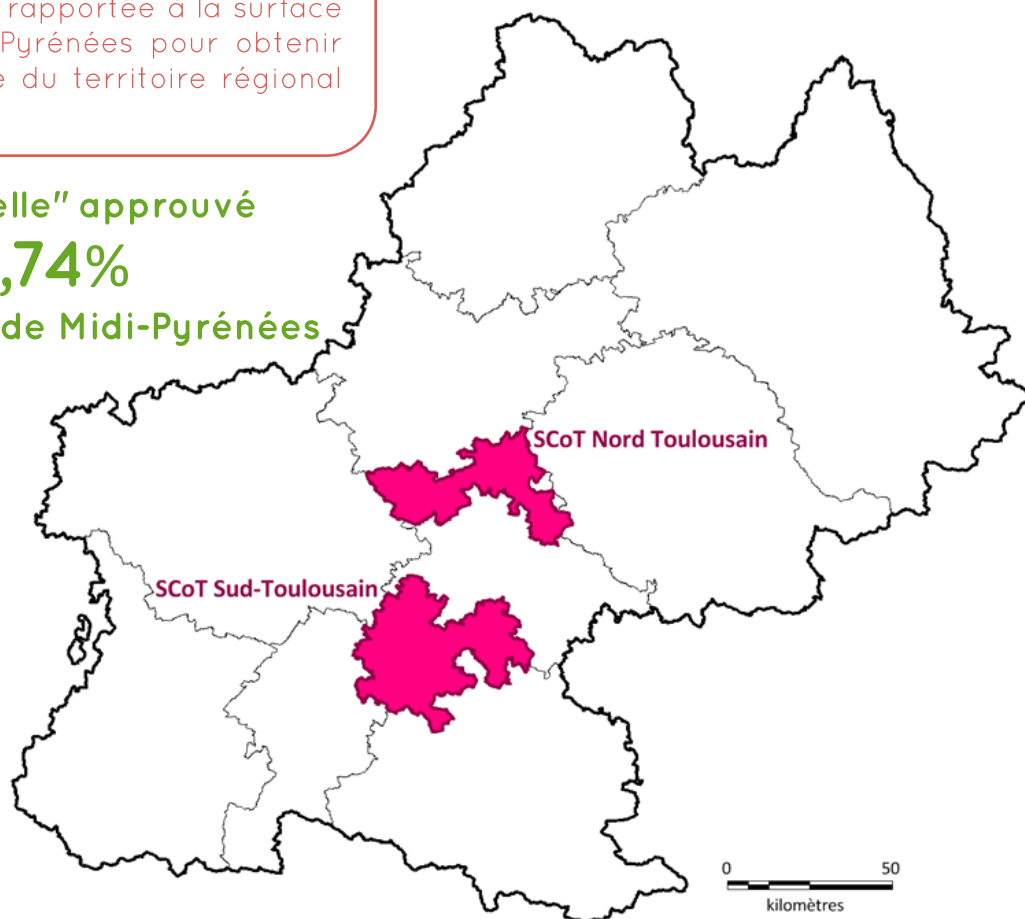 rapportée à la surface
Pyrénées pour obtenir
du territoire régional
elle" approuvé
,74%
de Midi-Pyrénées
SCoT Nord Toulousain
SCoT Sud-Toulousain
0 50
kilomètres